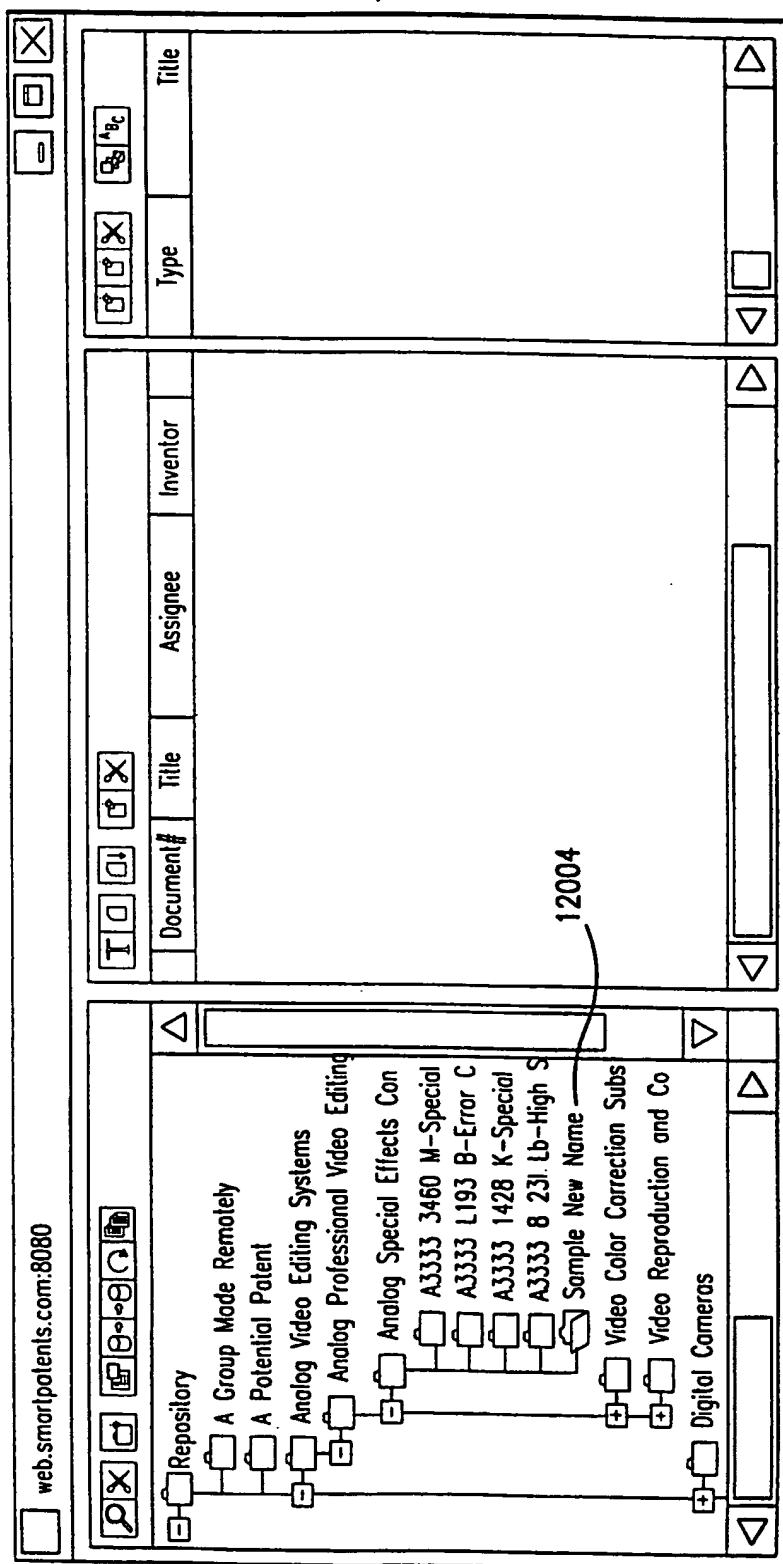 web.smartpatents.com:8080
Repository
A Group Made Remotely
A Potential Patent
Analog Video Editing Systems
Analog Professional Video Editing
Analog Special Effects Con
A3333 3460 M-Special
A3333 L193 B-Error C
A3333 1428 K-Special
A3333 8 231. Lb-High S
Sample New Name
12004
Video Color Correction Subs
Video Reproduction and Co
Digital Cameras
Document# Title Assignee Inventor
ABC
Type Title